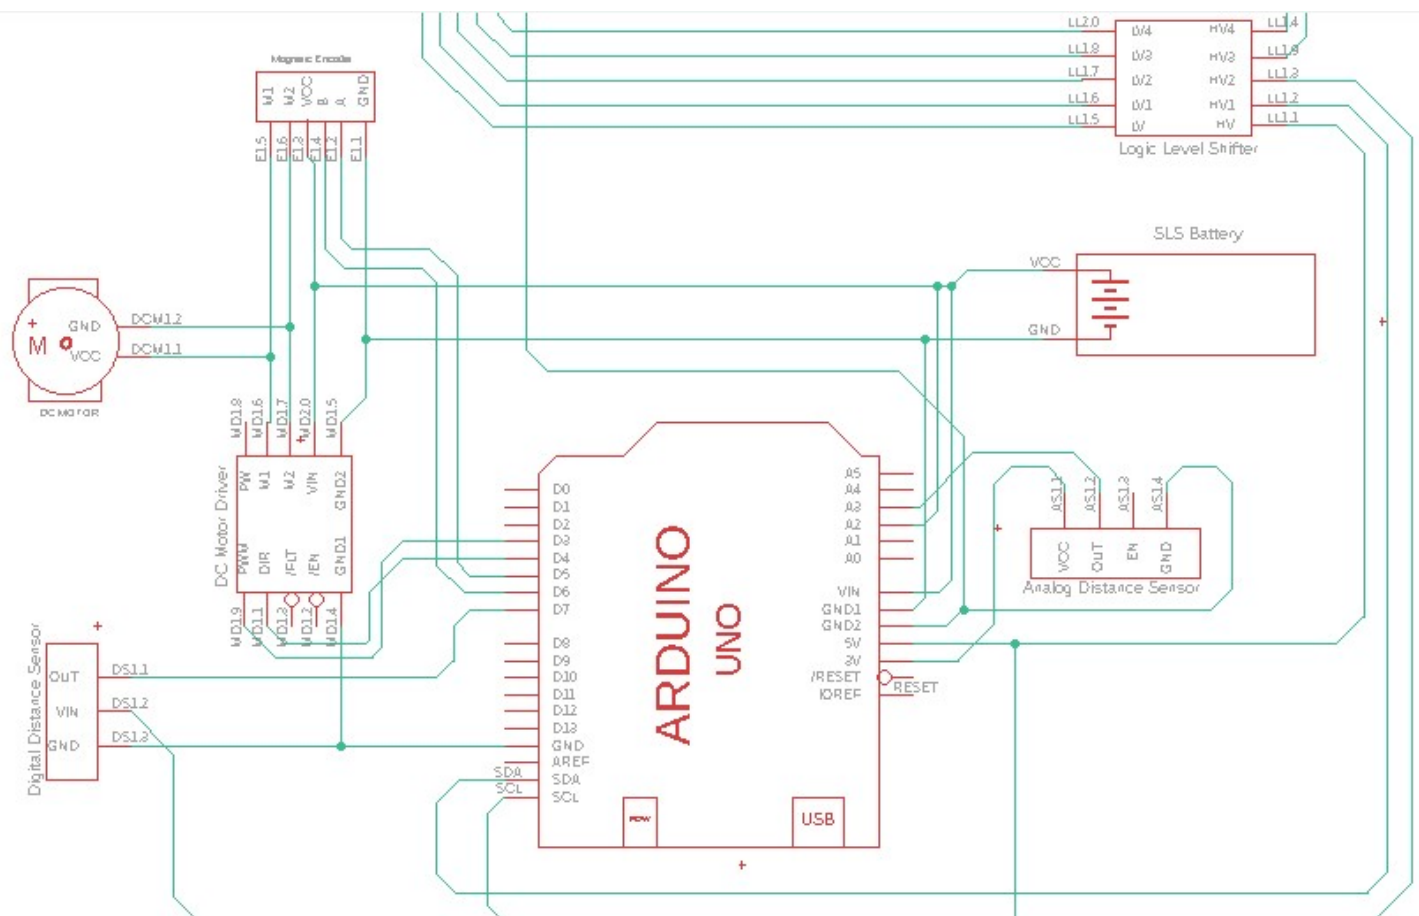 LL2.0
LV4
HV4
LL1.4
LL1.8
LV3
HV3
LL1.9
LL1.7
LV2
HV2
LL1.3
LL1.6
LV1
HV1
LL1.2
LL1.5
LV
HV
LL1.1
Logic Level Shifter
Magnetic Encoder
M1
M2
VCC
B
A
GND
E1.5
E1.6
E1.3
E1.4
E1.2
E1.1
SLS Battery
VCC
GND
GND
M
VCC
DCM1.2
DCM1.1
DC MOTOR
MD1.8
MD1.6
MD1.7
MD2.0
MD1.5
PW
M1
M2
VIN
GND2
DC Motor Driver
PWM
DIR
/FLT
/EN
GND1
MD1.9
MD1.1
MD1.3
MD1.2
MD1.4
Digital Distance Sensor
OUT
VIN
GND
DS1.1
DS1.2
DS1.3
D0
D1
D2
D3
D4
D5
D6
D7
D8
D9
D10
D11
D12
D13
GND
AREF
SDA
SDA
SCL
SCL
ARDUINO
UNO
A5
A4
A3
A2
A1
A0
VIN
GND1
GND2
5V
3V
/RESET
RESET
IOREF
POW
USB
AS1.1
AS1.2
AS1.3
AS1.4
VCC
OUT
EN
GND
Analog Distance Sensor